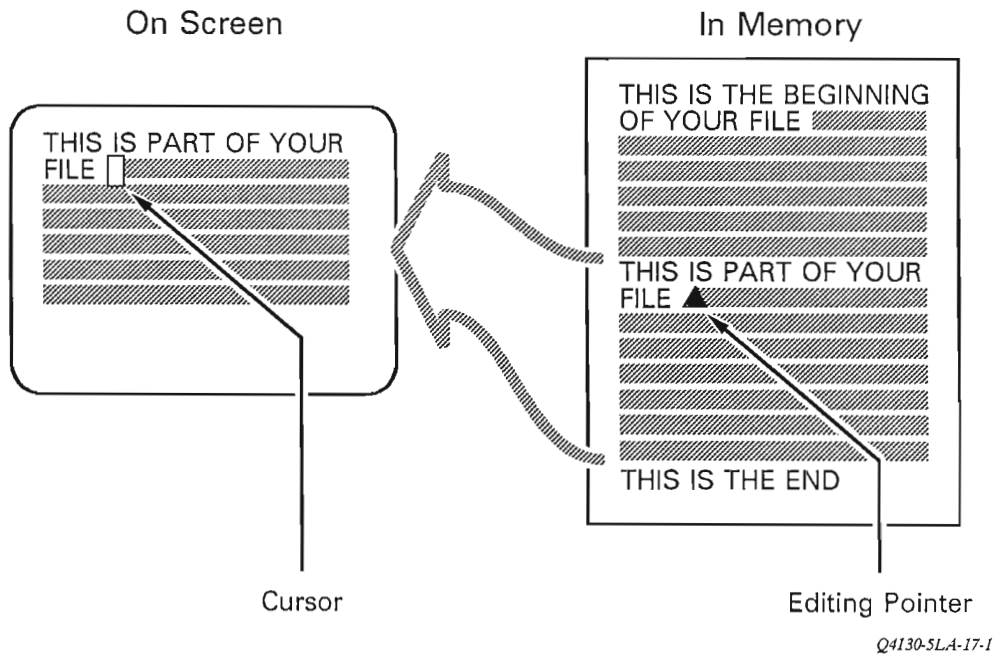 On Screen
In Memory
THIS IS PART OF YOUR
FILE
THIS IS THE BEGINNING
OF YOUR FILE
THIS IS PART OF YOUR
FILE
THIS IS THE END
Cursor
Editing Pointer
Q4130-5LA-17-1